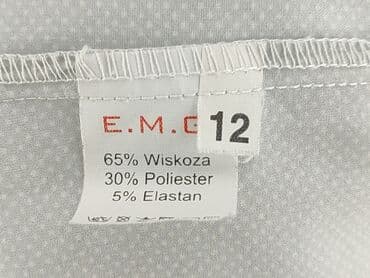 E.M.G 12
65% Wiskoza
30% Poliester
5% Elastan